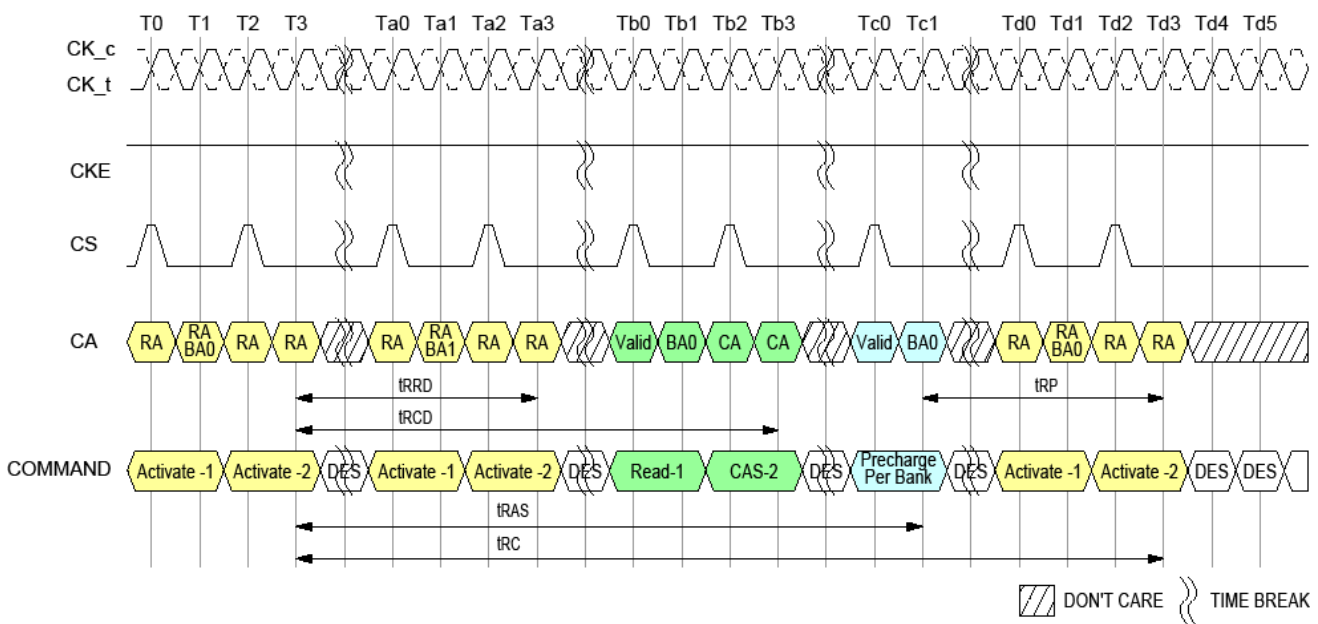 T0 T1 T2 T3 Ta0 Ta1 Ta2 Ta3 Tb0 Tb1 Tb2 Tb3 Tc0 Tc1 Td0 Td1 Td2 Td3 Td4 Td5
CK_c
CK_t
CKE
CS
CA RA RA BA0 RA RA RA RA BA1 RA RA Valid BA0 CA CA Valid BA0 RA RA BA0 RA RA
tRRD tRP
tRCD
COMMAND Activate -1 Activate -2 DES Activate -1 Activate -2 DES Read-1 CAS-2 DES Precharge Per Bank DES Activate -1 Activate -2 DES DES
tRAS
tRC
DON'T CARE TIME BREAK